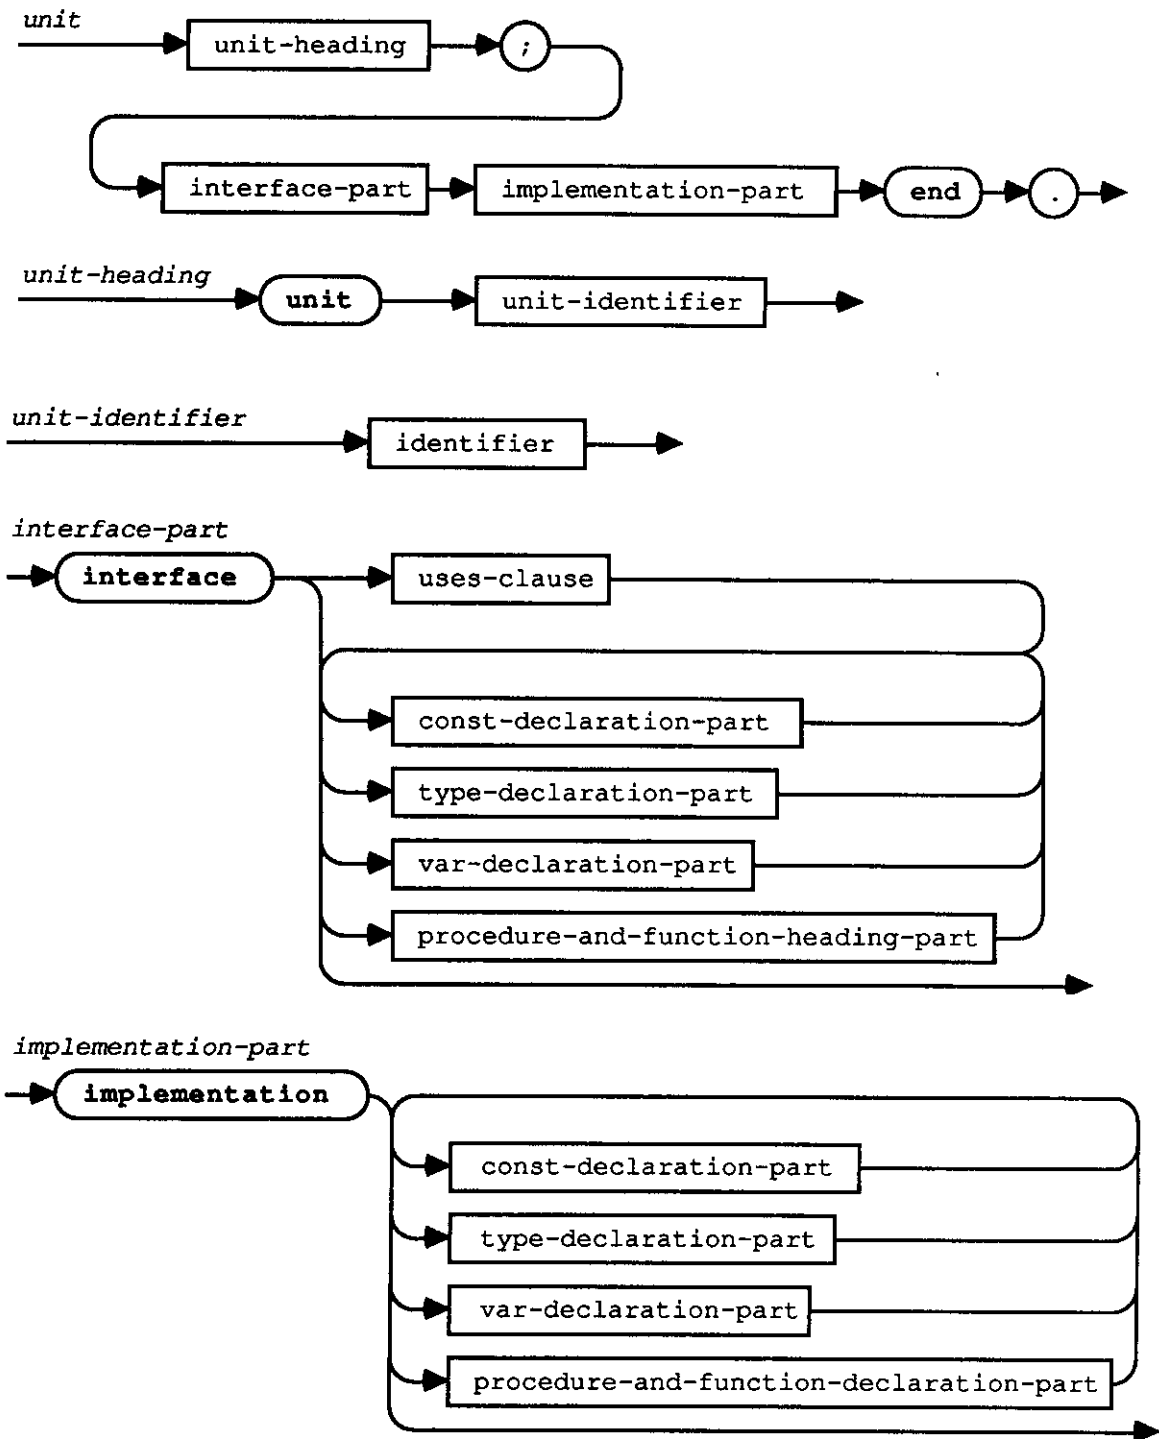 unit
unit-heading ;
interface-part implementation-part end .
unit-heading
unit unit-identifier
unit-identifier
identifier
interface-part
interface uses-clause
const-declaration-part
type-declaration-part
var-declaration-part
procedure-and-function-heading-part
implementation-part
implementation
const-declaration-part
type-declaration-part
var-declaration-part
procedure-and-function-declaration-part